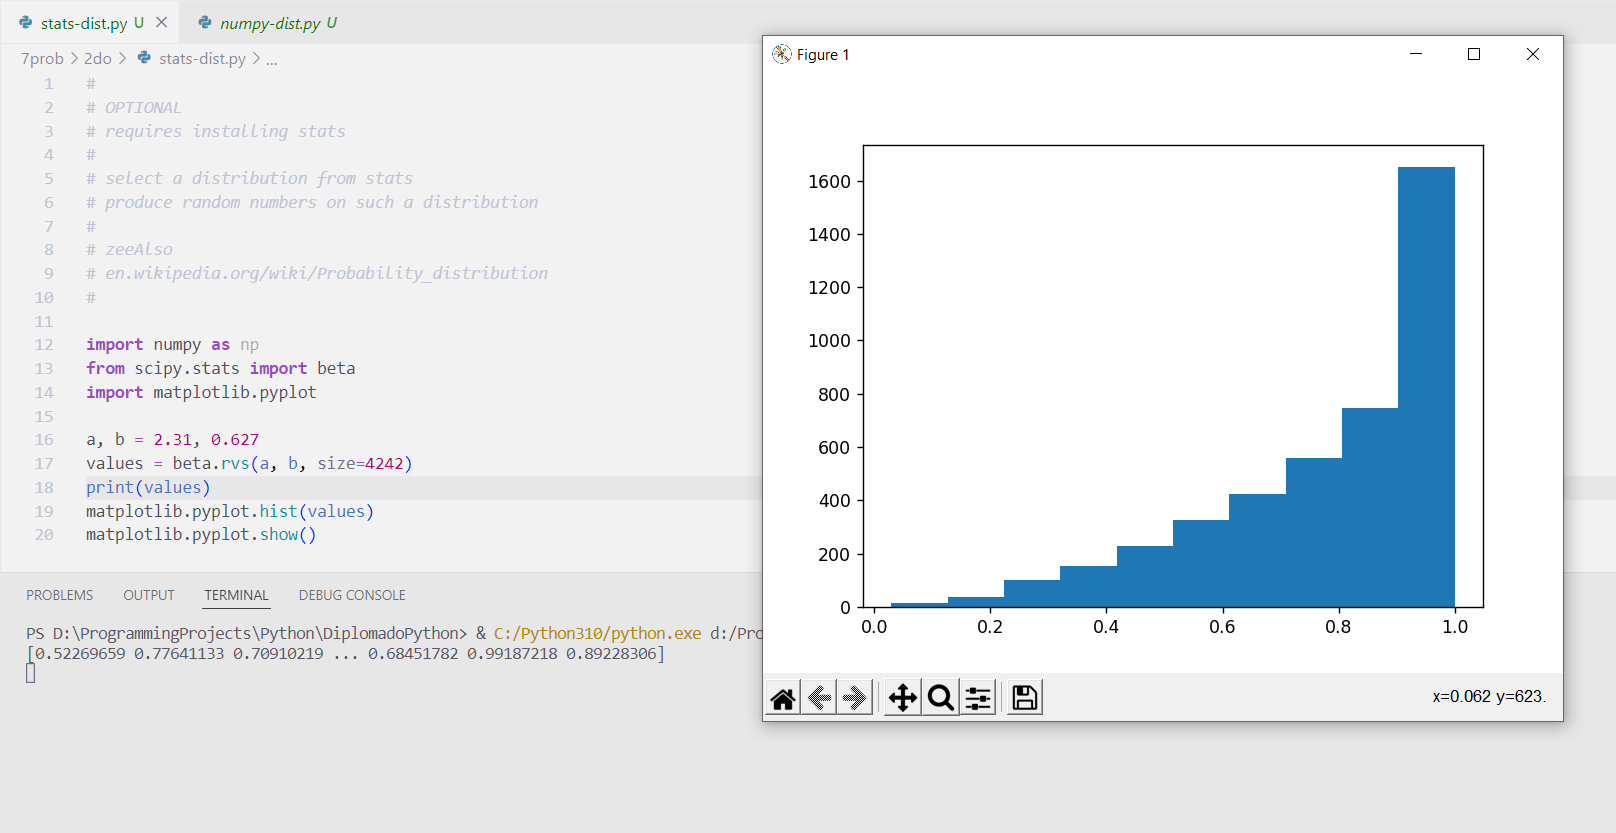 stats-dist.py U
numpy-dist.py U
7prob > 2do > stats-dist.py > ...
1 #
2 # OPTIONAL
3 # requires installing stats
4 #
5 # select a distribution from stats
6 # produce random numbers on such a distribution
7 #
8 # zeeAlso
9 # en.wikipedia.org/wiki/Probability_distribution
10 #
11
12 import numpy as np
13 from scipy.stats import beta
14 import matplotlib.pyplot
15
16 a, b = 2.31, 0.627
17 values = beta.rvs(a, b, size=4242)
18 print(values)
19 matplotlib.pyplot.hist(values)
20 matplotlib.pyplot.show()
PROBLEMS OUTPUT TERMINAL DEBUG CONSOLE
PS D:\ProgrammingProjects\Python\DiplomadoPython> & C:/Python310/python.exe d:/Pro
[0.52269659 0.77641133 0.70910219 ... 0.68451782 0.99187218 0.89228306]
Figure 1
1600
1400
1200
1000
800
600
400
200
0
0.0 0.2 0.4 0.6 0.8 1.0
x=0.062 y=623.